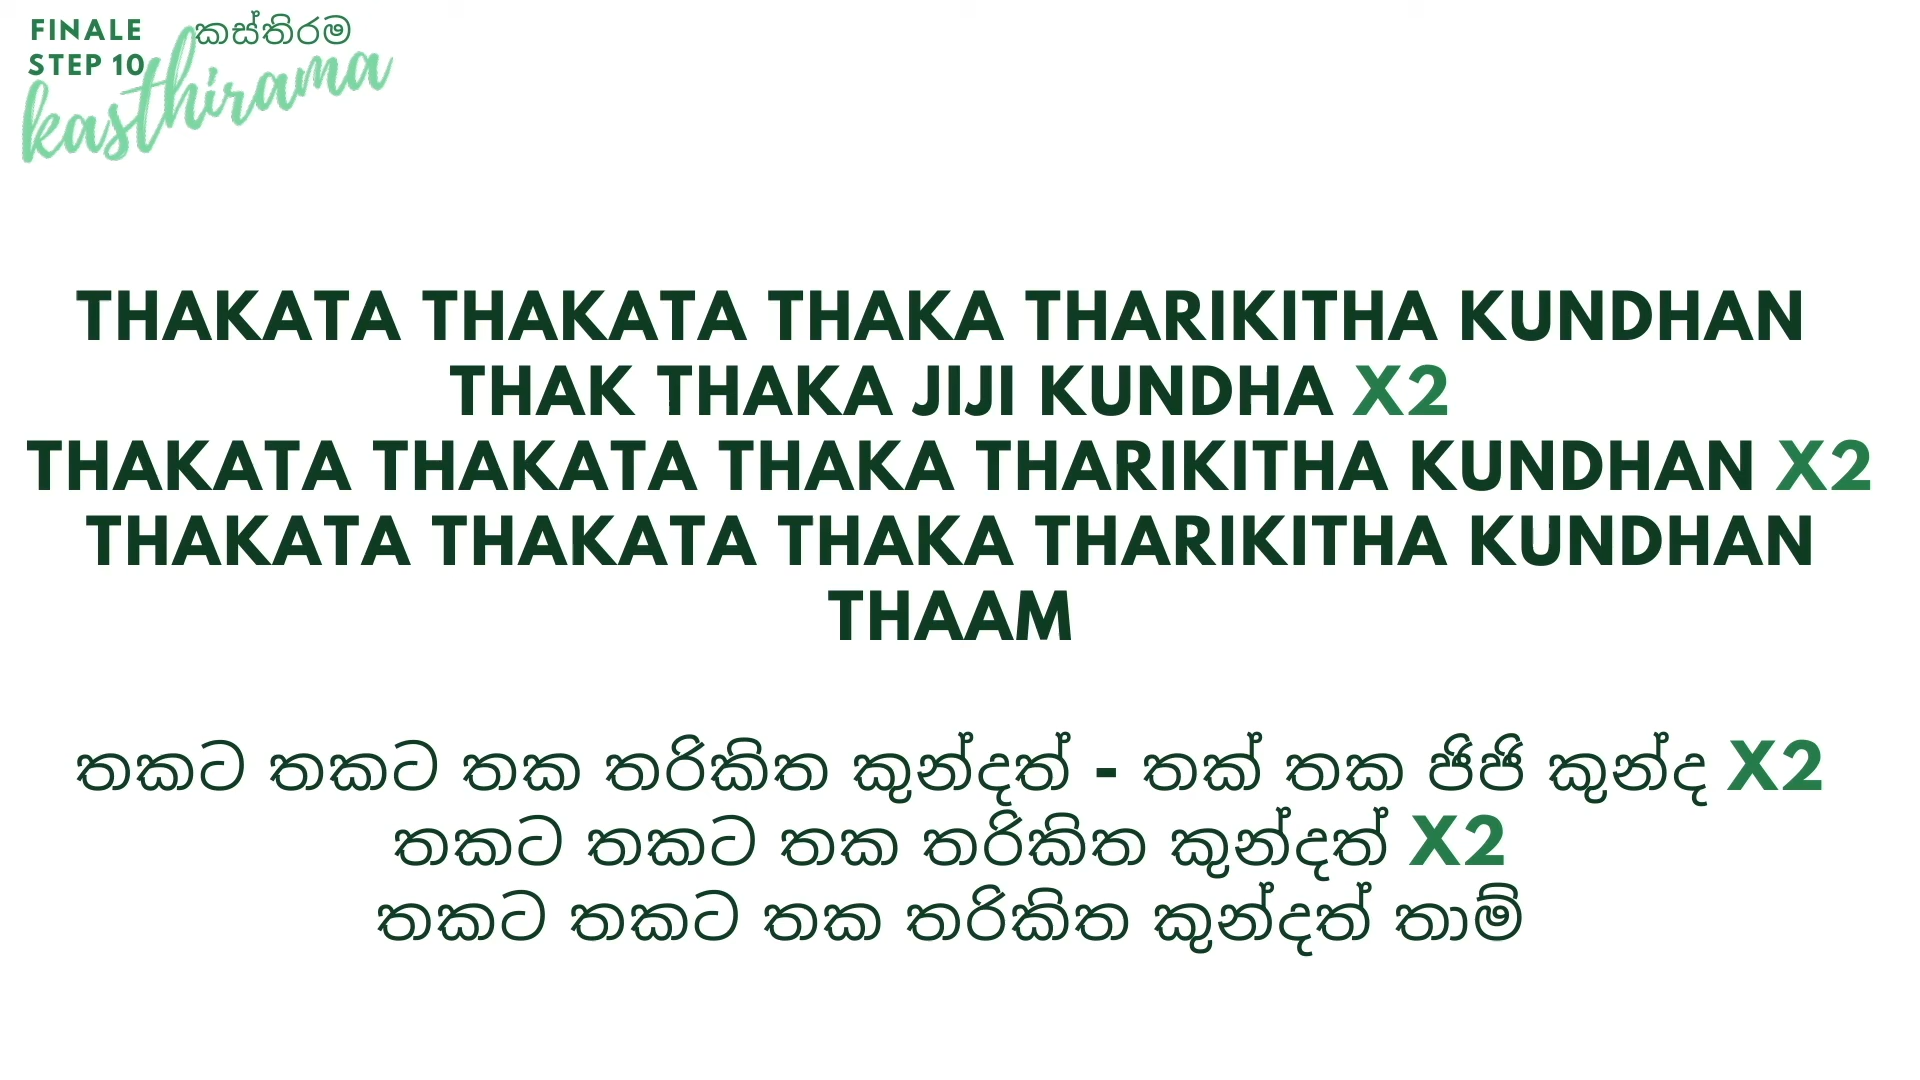 FINALE
STEP 10
කස්තිරම
kasthirama
THAKATA THAKATA THAKA THARIKITHA KUNDHAN
THAK THAKA JIJI KUNDHA X2
THAKATA THAKATA THAKA THARIKITHA KUNDHAN X2
THAKATA THAKATA THAKA THARIKITHA KUNDHAN
THAAM
තකට තකට තක තරිකිත කුන්දත් - තක් තක ජිජි කුන්ද X2
තකට තකට තක තරිකිත කුන්දත් X2
තකට තකට තක තරිකිත කුන්දත් තාම්